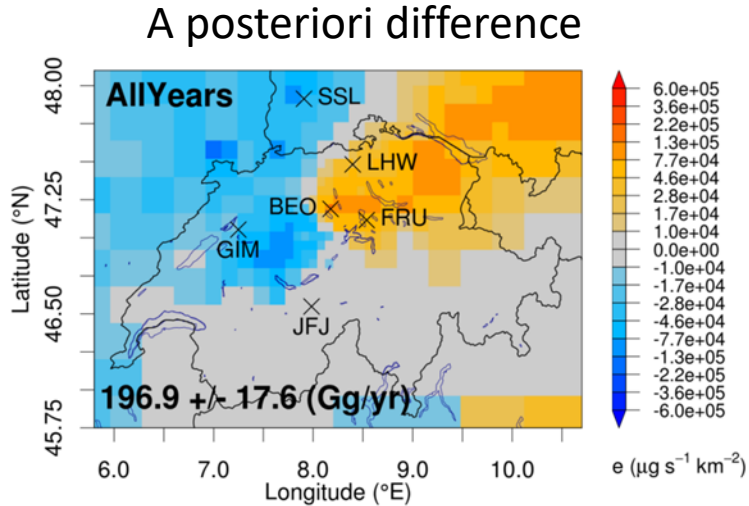 A posteriori difference
AllYears
SSL
LHW
BEO
FRU
GIM
JFJ
196.9 +/- 17.6 (Gg/yr)
Latitude (°N)
48.00
47.25
46.50
45.75
6.0 7.0 8.0 9.0 10.0
Longitude (°E)
6.0e+05
3.6e+05
2.2e+05
1.3e+05
7.7e+04
4.6e+04
2.8e+04
1.7e+04
1.0e+04
0.0e+00
-1.0e+04
-1.7e+04
-2.8e+04
-4.6e+04
-7.7e+04
-1.3e+05
-2.2e+05
-3.6e+05
-6.0e+05
e (μg s⁻¹ km⁻²)